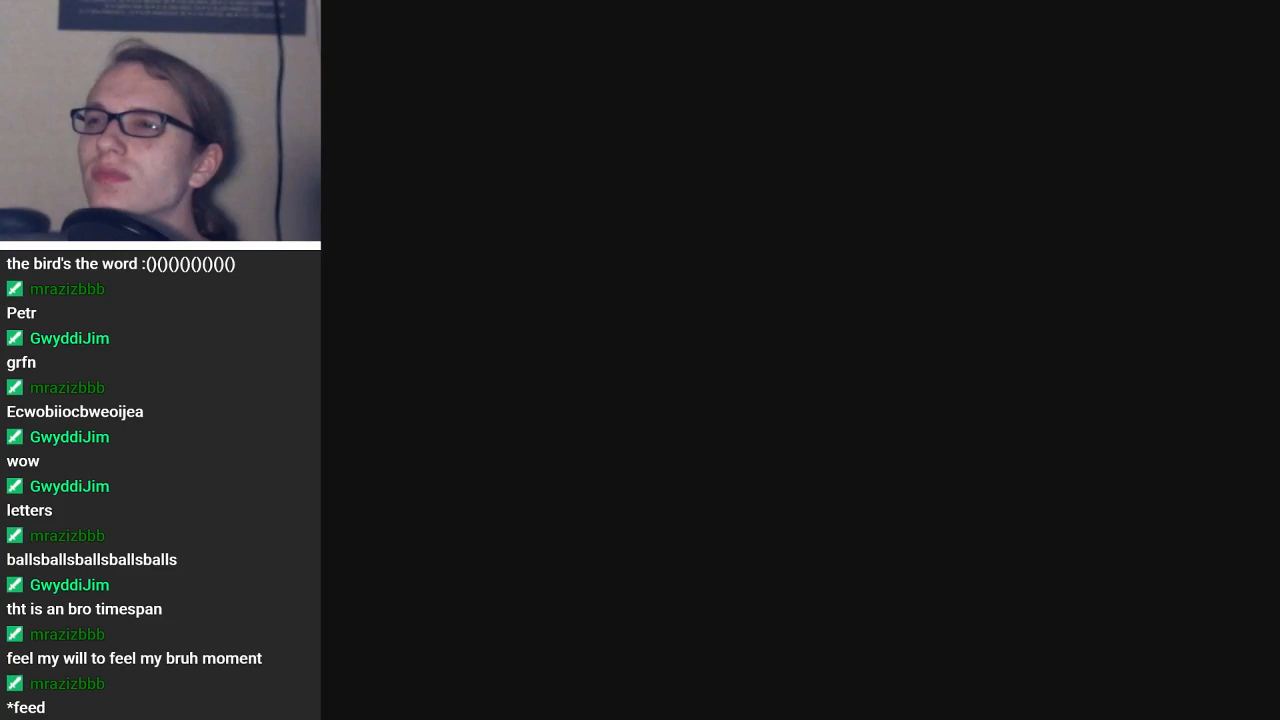 the bird's the word :()()()()()()()()
mrazizbbb
Petr
GwyddiJim
grfn
mrazizbbb
Ecwobiiocbweoijea
GwyddiJim
wow
GwyddiJim
letters
mrazizbbb
ballsballsballsballsballs
GwyddiJim
tht is an bro timespan
mrazizbbb
feel my will to feel my bruh moment
mrazizbbb
*feed